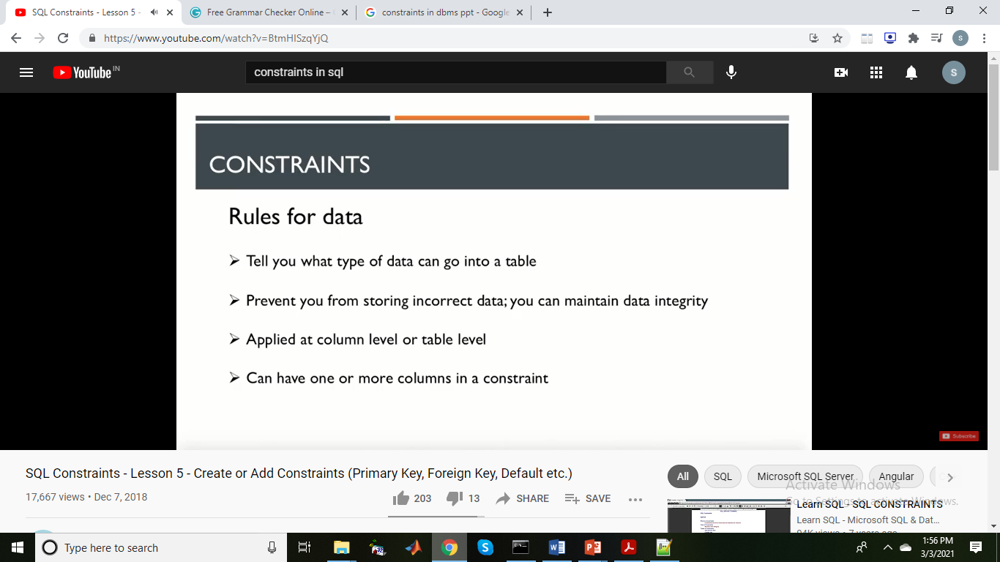 SQL Constraints - Lesson 5 -
Free Grammar Checker Online –
constraints in dbms ppt - Google
https://www.youtube.com/watch?v=BtmHISzqYjQ
S
YouTube IN
constraints in sql
S
CONSTRAINTS
Rules for data
➢ Tell you what type of data can go into a table
➢ Prevent you from storing incorrect data; you can maintain data integrity
➢ Applied at column level or table level
➢ Can have one or more columns in a constraint
Subscribe
SQL Constraints - Lesson 5 - Create or Add Constraints (Primary Key, Foreign Key, Default etc.)
17,667 views • Dec 7, 2018
203
13
SHARE
SAVE
All
SQL
Microsoft SQL Server
Angular
Activate Windows
Go to Settings to activate Windows.
Learn SQL - SQL CONSTRAINTS
Learn SQL - Microsoft SQL & Dat...
94K views • 7 years ago
Type here to search
1:56 PM
3/3/2021